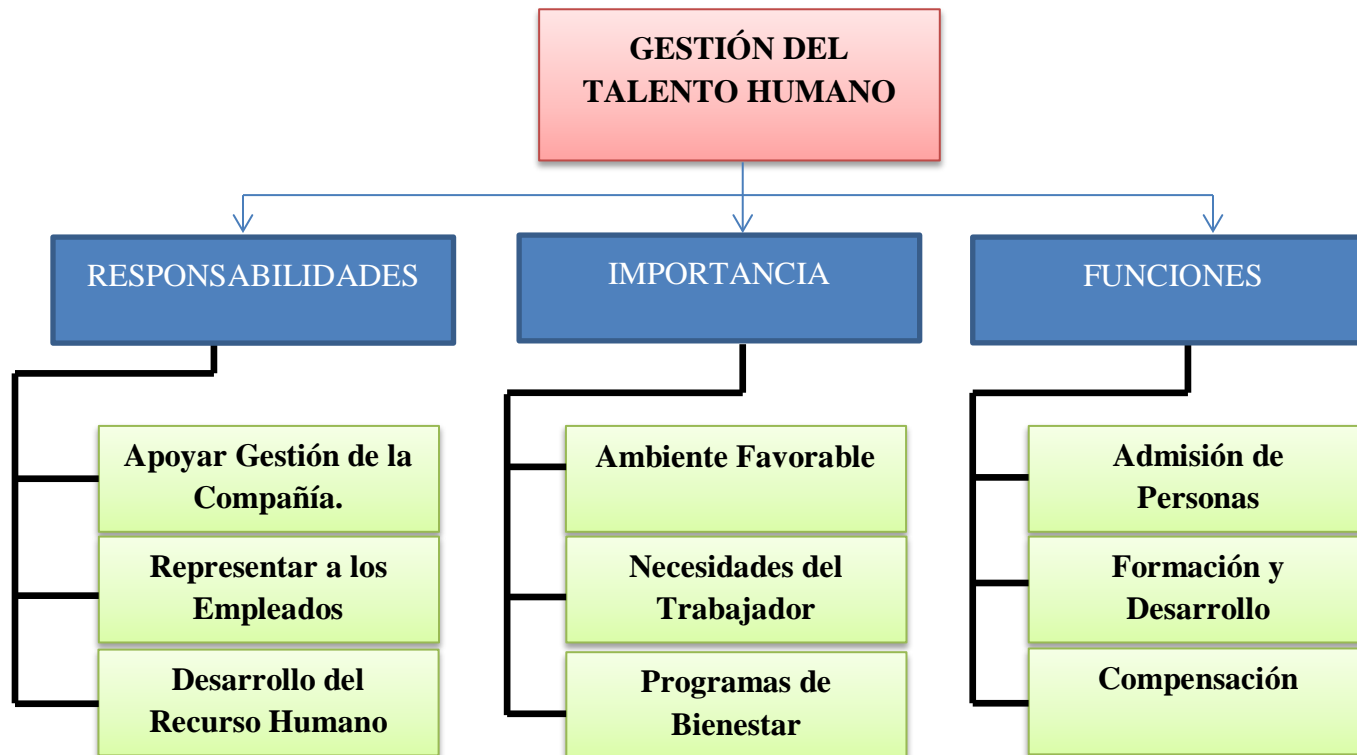 GESTIÓN DEL
TALENTO HUMANO
RESPONSABILIDADES
IMPORTANCIA
FUNCIONES
Apoyar Gestión de la
Compañía.
Representar a los
Empleados
Desarrollo del
Recurso Humano
Ambiente Favorable
Necesidades del
Trabajador
Programas de
Bienestar
Admisión de
Personas
Formación y
Desarrollo
Compensación